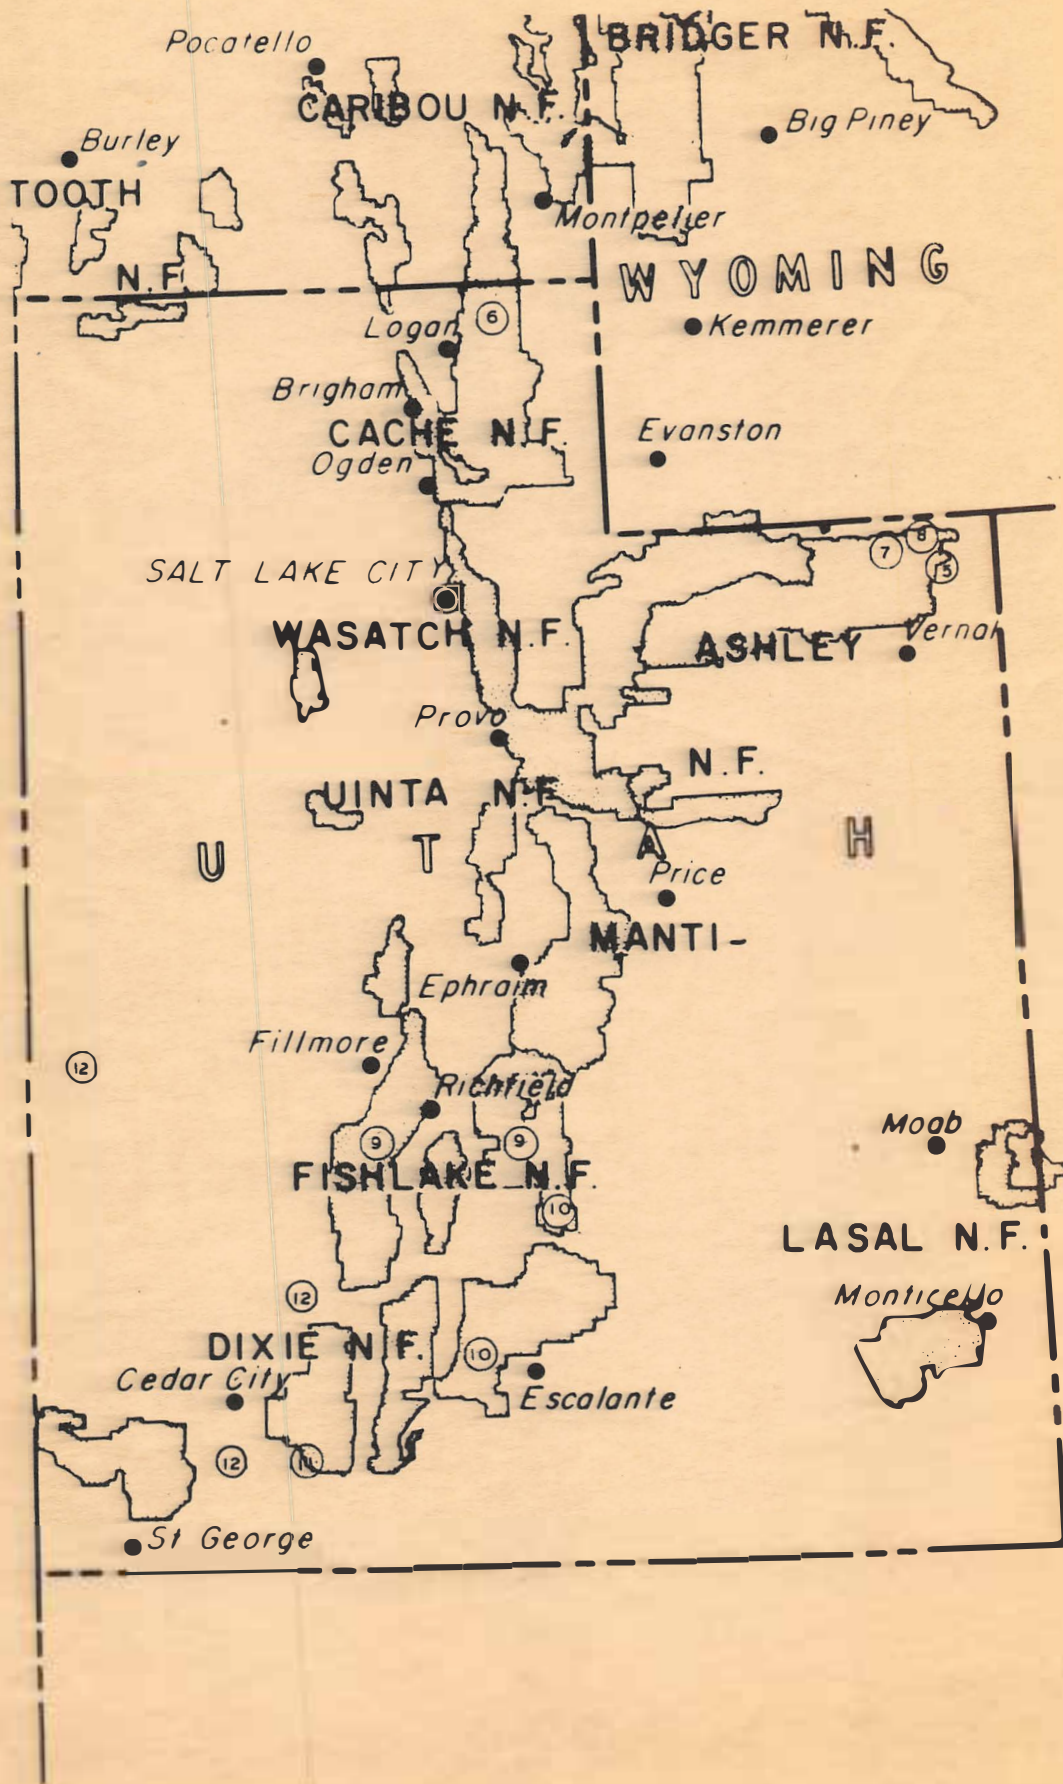 BRIDGER N.F.
Pocatello
CARIBOU N.F.
Big Piney
Burley
TOOTH
N.F.
Montpelier
WYOMING
6
Logan
Kemmerer
Brigham
CACHE N.F.
Evanston
Ogden
7
8
5
SALT LAKE CITY
WASATCH N.F.
ASHLEY
Vernal
Provo
N.F.
UINTA N.F.
U T A H
Price
MANTI-
Ephraim
Fillmore
12
Richfield
9
9
Moab
FISHLAKE N.F.
10
LASAL N.F.
12
Monticello
DIXIE N.F.
10
Cedar City
Escalante
12
11
St George